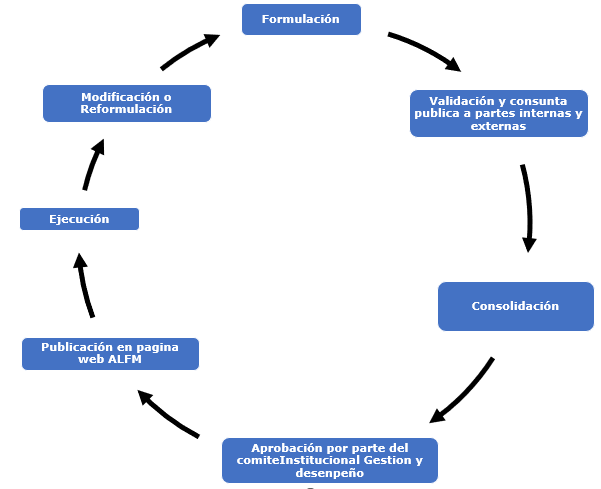 Formulación
Validación y consunta
publica a partes internas y
externas
Consolidación
Aprobación por parte del
comiteInstitucional Gestion y
desenpeño
Publicación en pagina
web ALFM
Ejecución
Modificación o
Reformulación